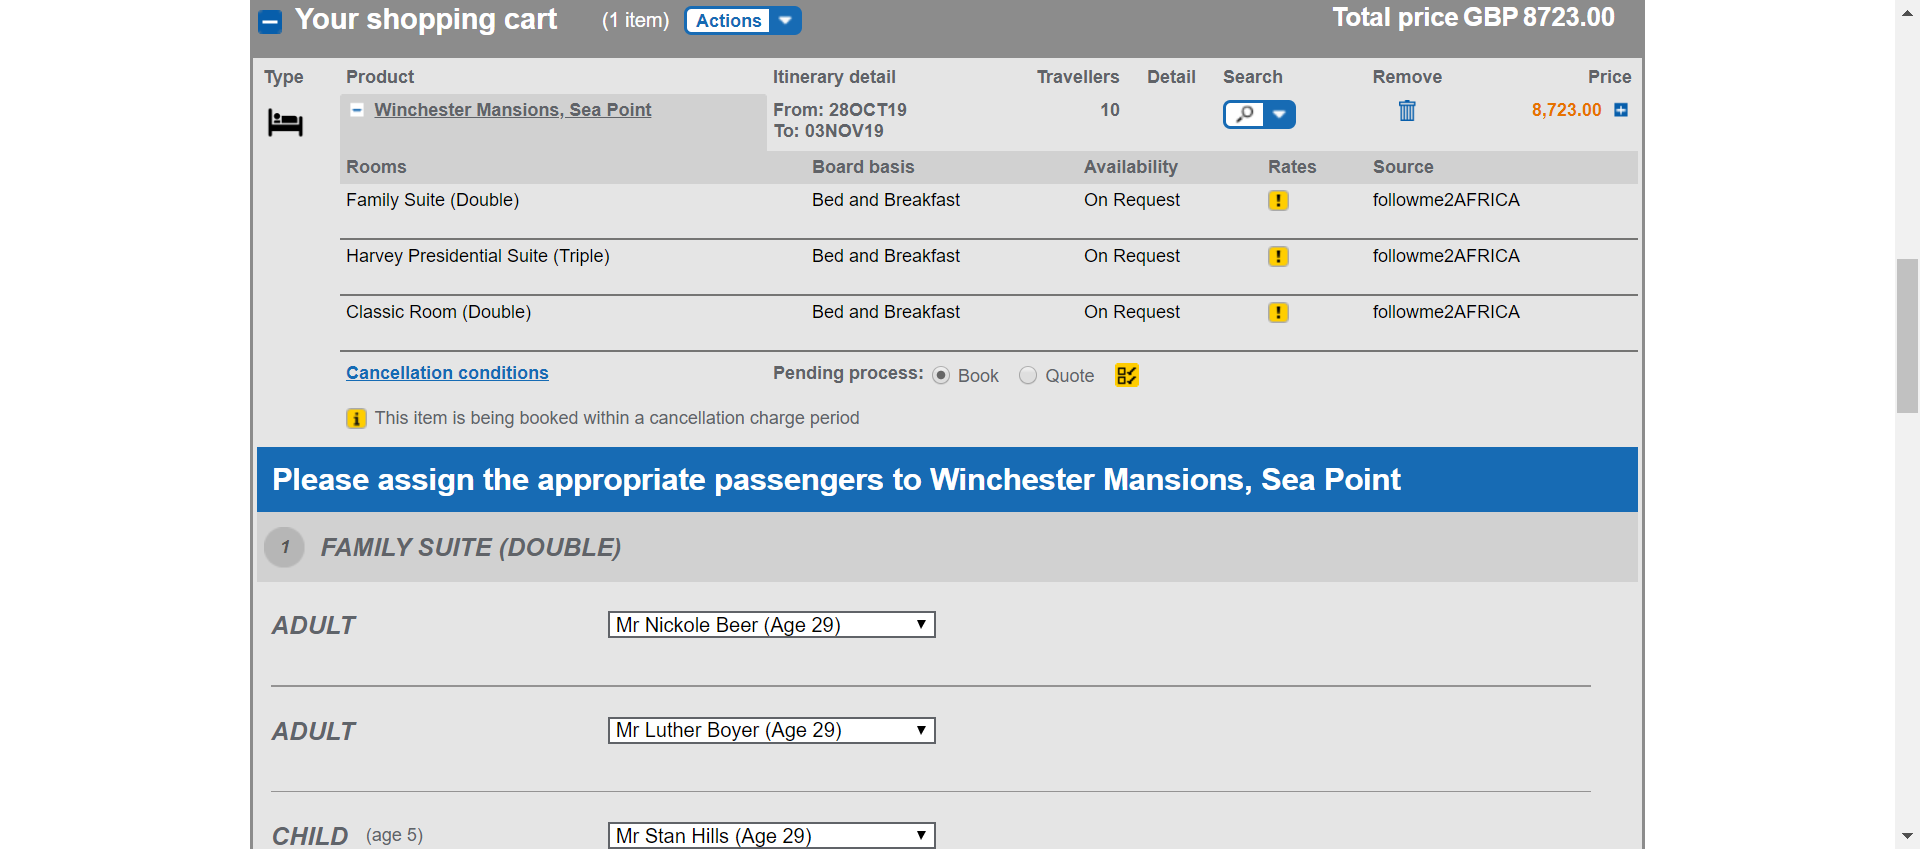 Your shopping cart (1 item) Actions Total price GBP 8723.00
Type Product Itinerary detail Travellers Detail Search Remove Price
Winchester Mansions, Sea Point From: 28OCT19 10 8,723.00
To: 03NOV19
Rooms Board basis Availability Rates Source
Family Suite (Double) Bed and Breakfast On Request ! followme2AFRICA
Harvey Presidential Suite (Triple) Bed and Breakfast On Request ! followme2AFRICA
Classic Room (Double) Bed and Breakfast On Request ! followme2AFRICA
Cancellation conditions Pending process: Book Quote
i This item is being booked within a cancellation charge period
Please assign the appropriate passengers to Winchester Mansions, Sea Point
1 FAMILY SUITE (DOUBLE)
ADULT Mr Nickole Beer (Age 29)
ADULT Mr Luther Boyer (Age 29)
CHILD (age 5) Mr Stan Hills (Age 29)